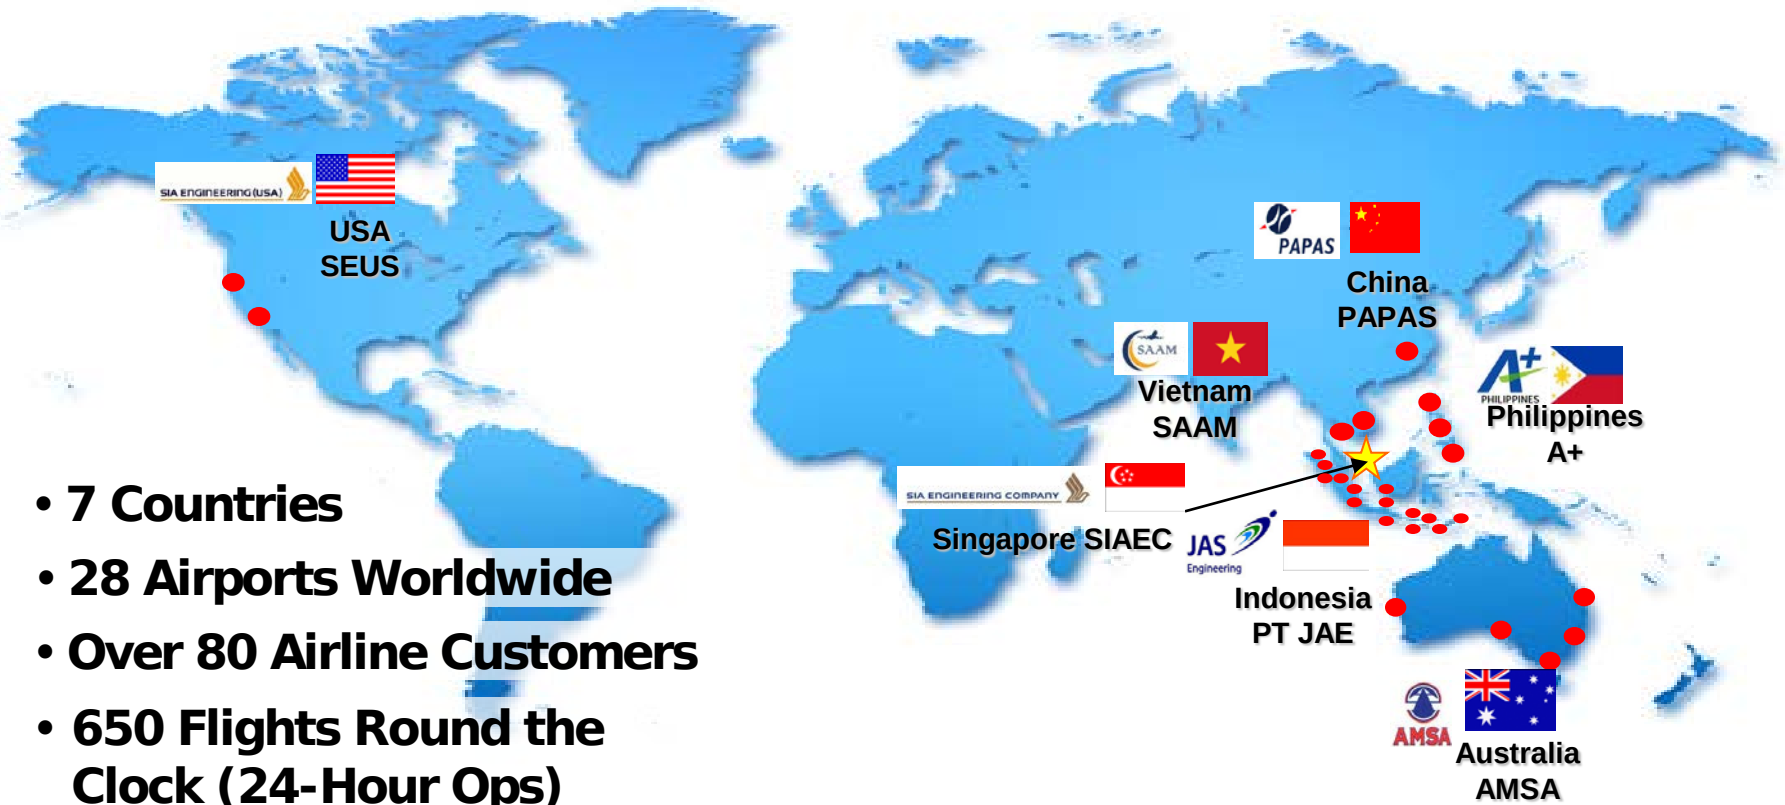 SIA ENGINEERING (USA)
USA
SEUS
PAPAS
China
PAPAS
SAAM
Vietnam
SAAM
A+
PHILIPPINES
Philippines
A+
SIA ENGINEERING COMPANY
Singapore SIAEC
JAS
Engineering
Indonesia
PT JAE
AMSA
Australia
AMSA
• 7 Countries
• 28 Airports Worldwide
• Over 80 Airline Customers
• 650 Flights Round the
Clock (24-Hour Ops)